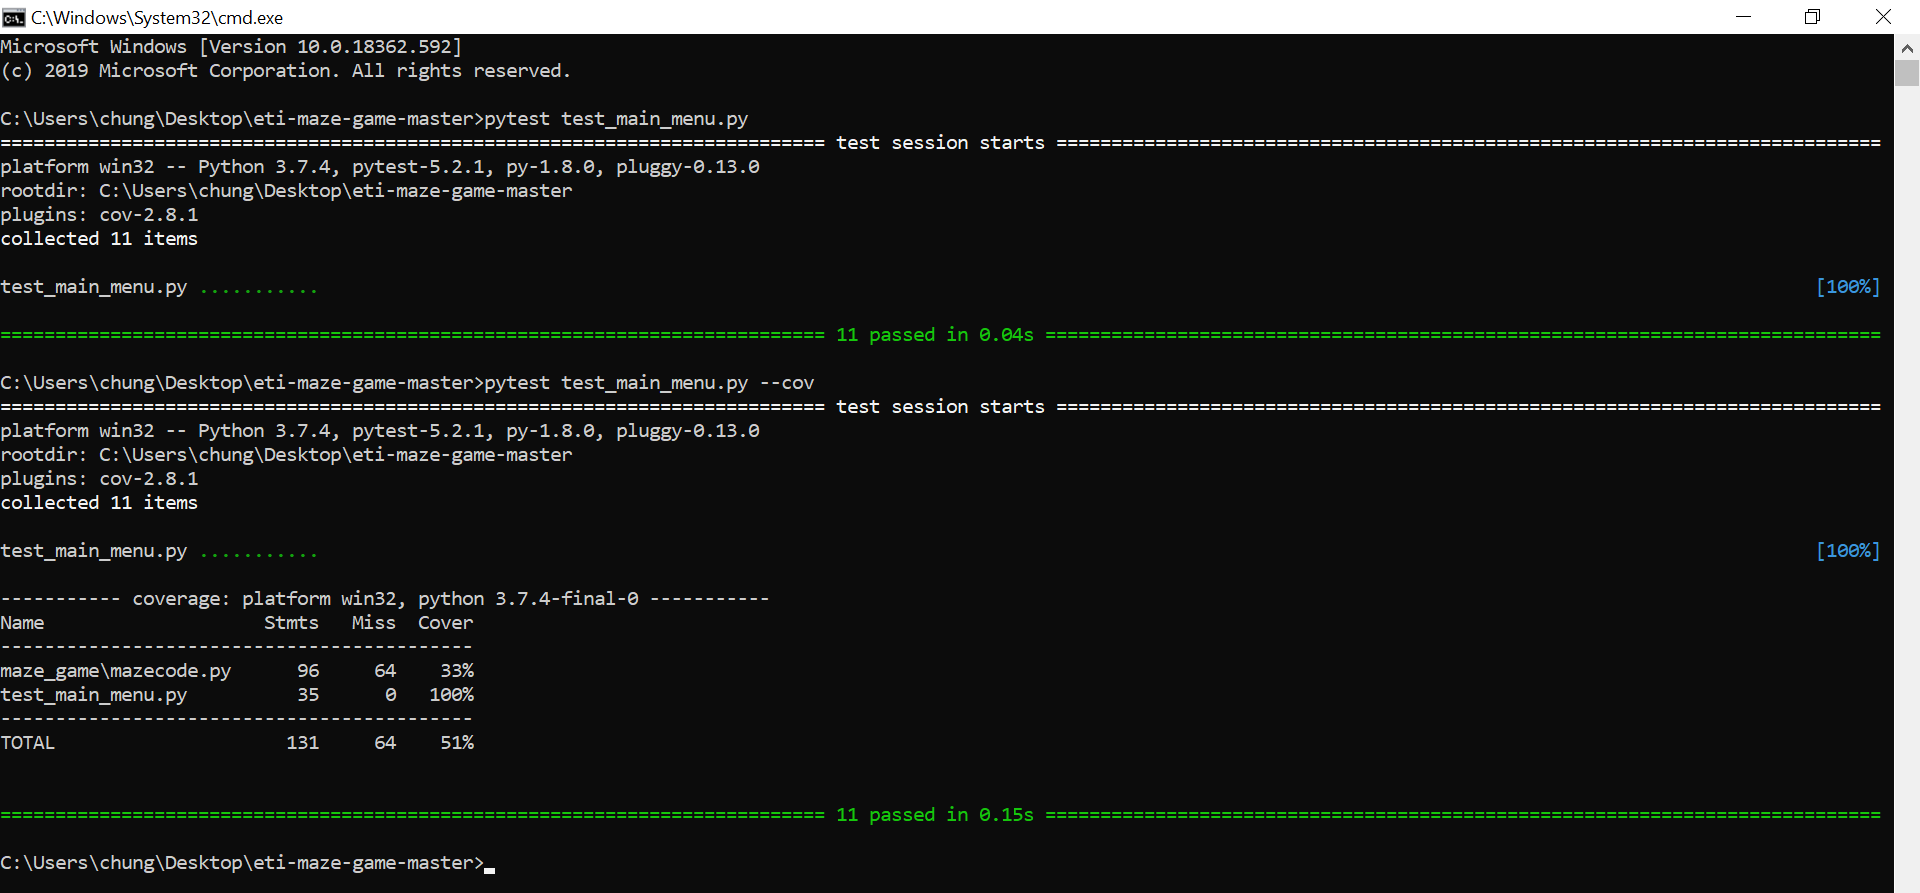 C:\Windows\System32\cmd.exe
Microsoft Windows [Version 10.0.18362.592]
(c) 2019 Microsoft Corporation. All rights reserved.
C:\Users\chung\Desktop\eti-maze-game-master>pytest test_main_menu.py
=========================================================================== test session starts ===========================================================================
platform win32 -- Python 3.7.4, pytest-5.2.1, py-1.8.0, pluggy-0.13.0
rootdir: C:\Users\chung\Desktop\eti-maze-game-master
plugins: cov-2.8.1
collected 11 items
test_main_menu.py ...........                                                                                                                                        [100%]
=========================================================================== 11 passed in 0.04s ============================================================================
C:\Users\chung\Desktop\eti-maze-game-master>pytest test_main_menu.py --cov
=========================================================================== test session starts ===========================================================================
platform win32 -- Python 3.7.4, pytest-5.2.1, py-1.8.0, pluggy-0.13.0
rootdir: C:\Users\chung\Desktop\eti-maze-game-master
plugins: cov-2.8.1
collected 11 items
test_main_menu.py ...........                                                                                                                                        [100%]
----------- coverage: platform win32, python 3.7.4-final-0 -----------
Name                    Stmts   Miss  Cover
-------------------------------------------
maze_game\mazecode.py      96     64    33%
test_main_menu.py          35      0   100%
-------------------------------------------
TOTAL                     131     64    51%
=========================================================================== 11 passed in 0.15s ============================================================================
C:\Users\chung\Desktop\eti-maze-game-master>